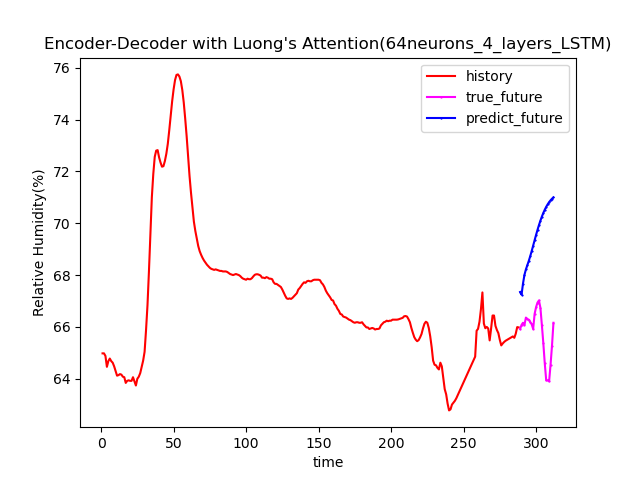 Encoder-Decoder with Luong's Attention(64neurons_4_layers_LSTM)
history
true_future
predict_future
Relative Humidity(%)
76
74
72
70
68
66
64
0 50 100 150 200 250 300
time